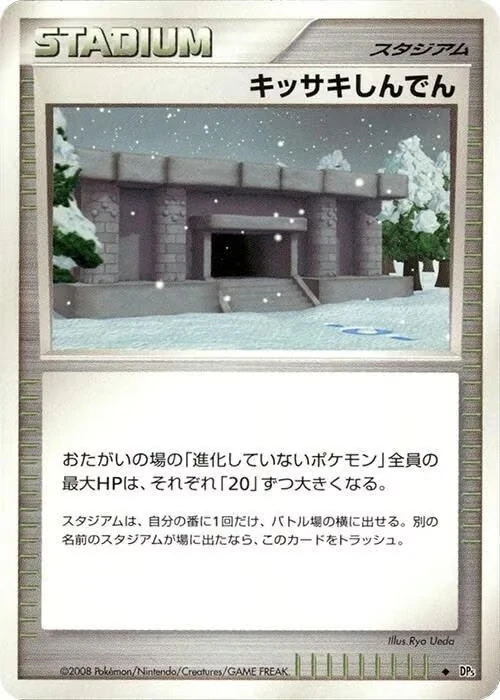 STADIUM
スタジアム
キッサキしんでん
おたがいの場の「進化していないポケモン」全員の
最大HPは、それぞれ「20」ずつ大きくなる。
スタジアムは、自分の番に1回だけ、バトル場の横に出せる。別の
名前のスタジアムが場に出たなら、このカードをトラッシュ。
Illus.Ryo Ueda
©2008 Pokémon/Nintendo/Creatures/GAME FREAK.
DP5